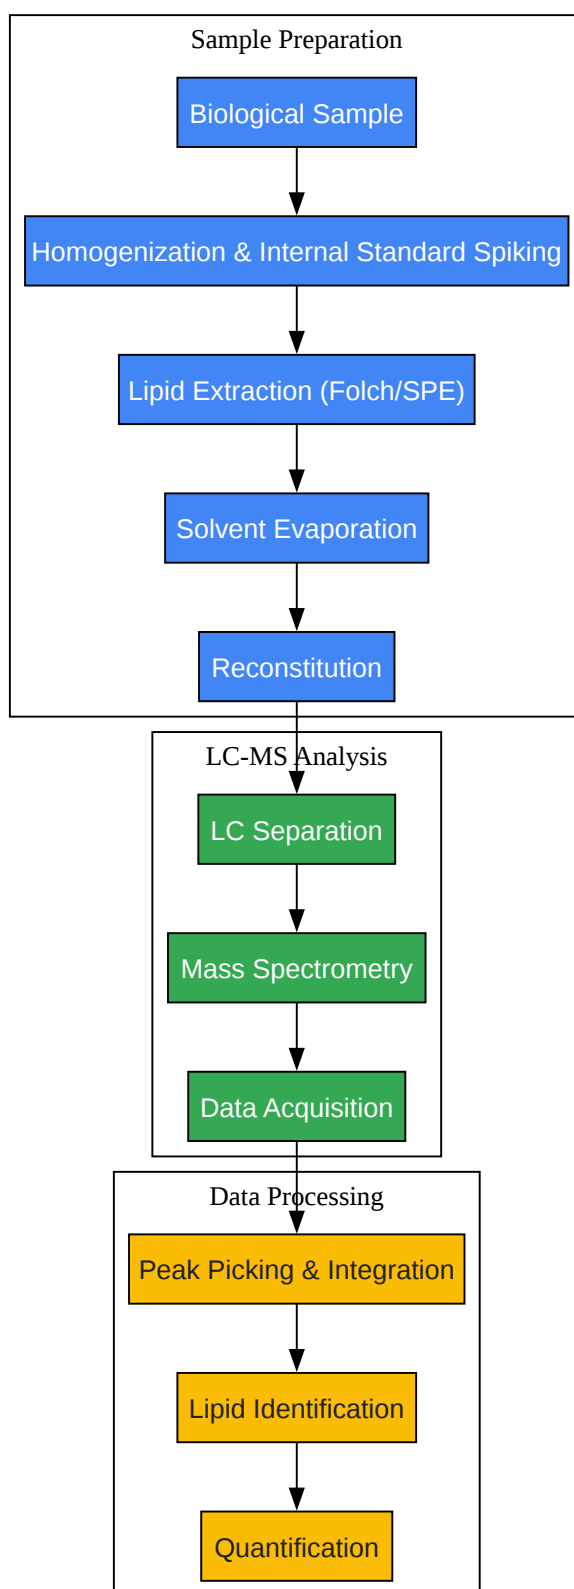 Sample Preparation
Biological Sample
Homogenization & Internal Standard Spiking
Lipid Extraction (Folch/SPE)
Solvent Evaporation
Reconstitution
LC-MS Analysis
LC Separation
Mass Spectrometry
Data Acquisition
Data Processing
Peak Picking & Integration
Lipid Identification
Quantification